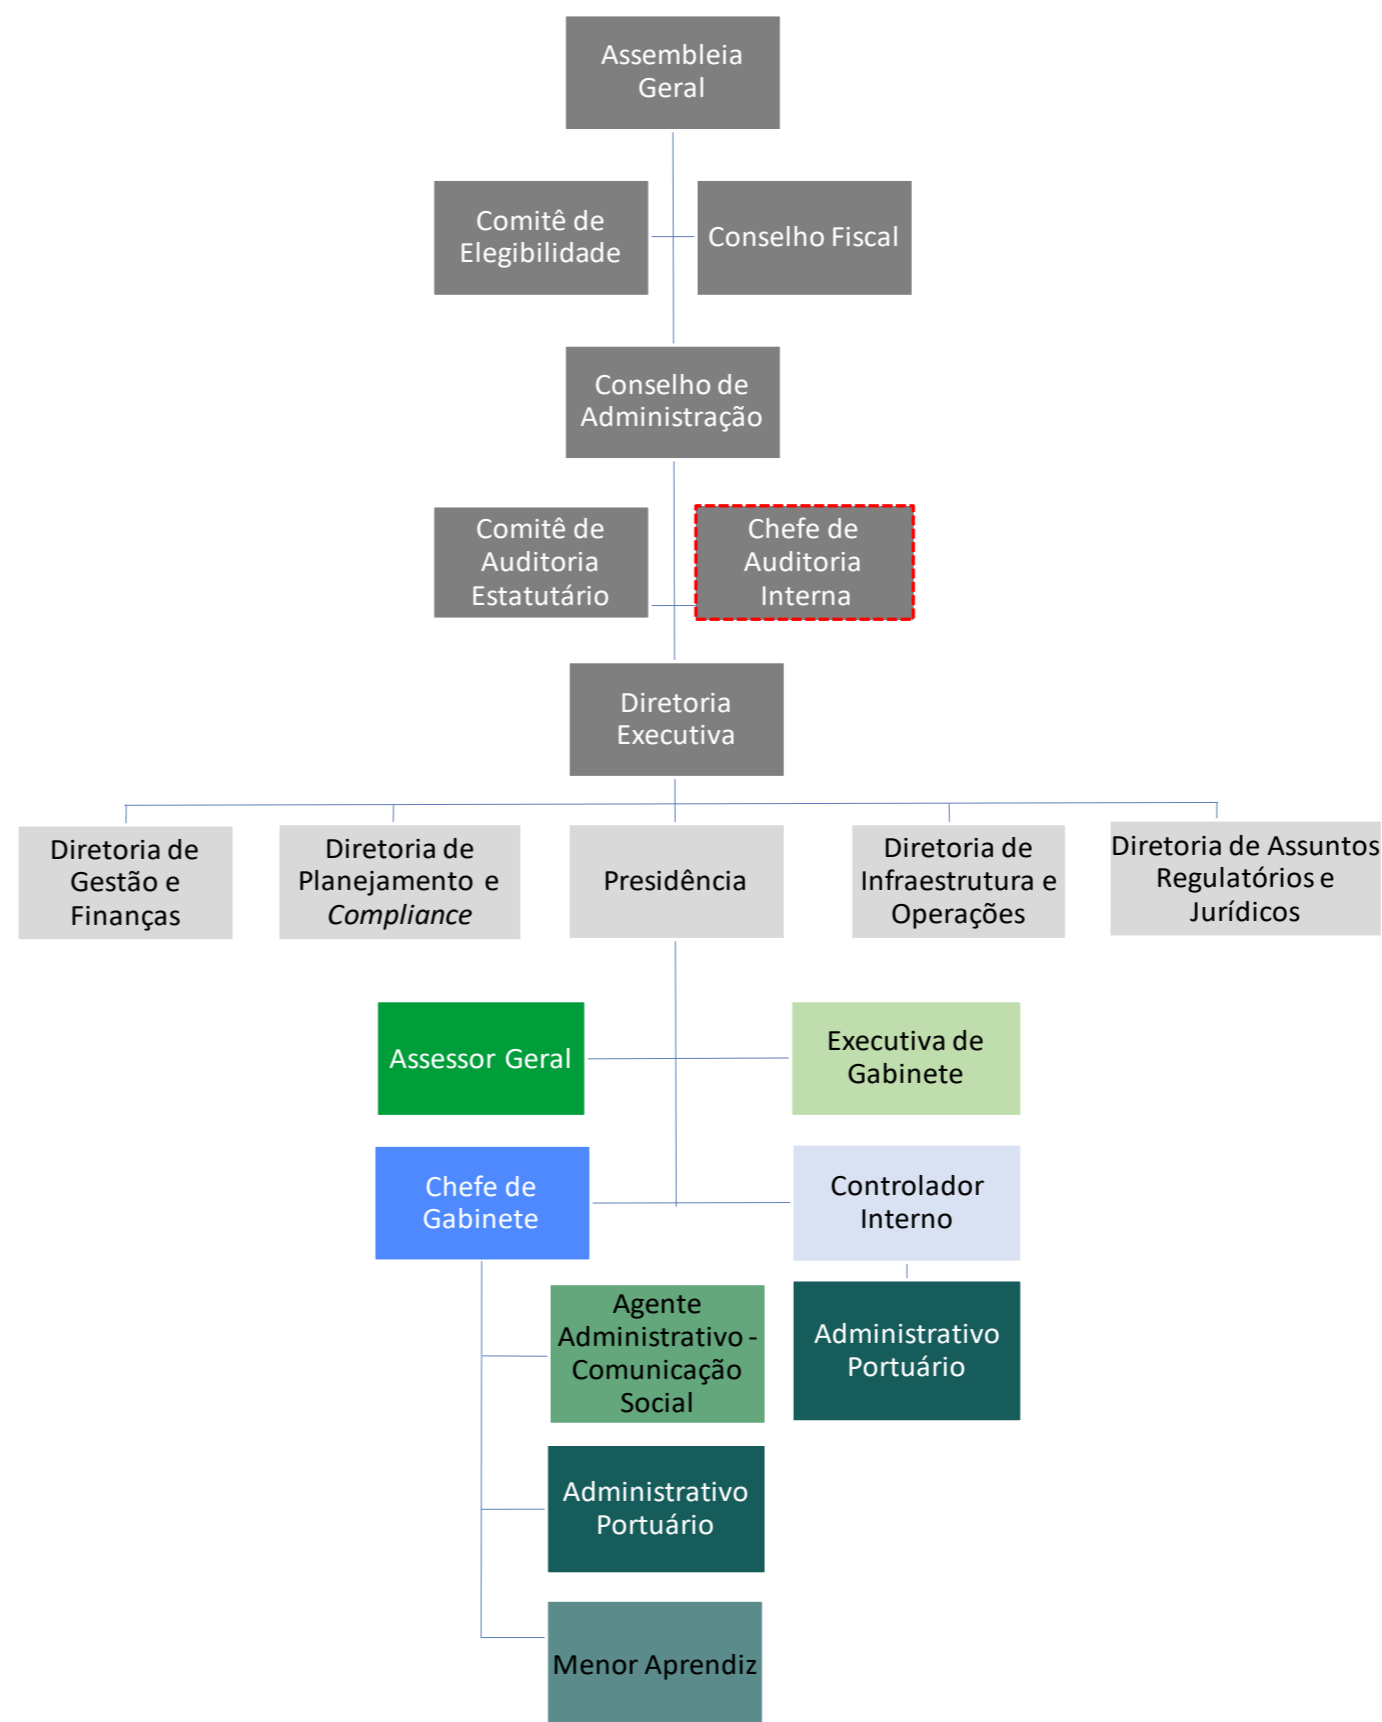 Assembleia
Geral
Comitê de
Elegibilidade
Conselho Fiscal
Conselho de
Administração
Comitê de
Auditoria
Estatutário
Chefe de
Auditoria
Interna
Diretoria
Executiva
Diretoria de
Gestão e
Finanças
Diretoria de
Planejamento e
Compliance
Presidência
Diretoria de
Infraestrutura e
Operações
Diretoria de Assuntos
Regulatórios e
Jurídicos
Assessor Geral
Executiva de
Gabinete
Chefe de
Gabinete
Controlador
Interno
Agente
Administrativo -
Comunicação
Social
Administrativo
Portuário
Administrativo
Portuário
Menor Aprendiz